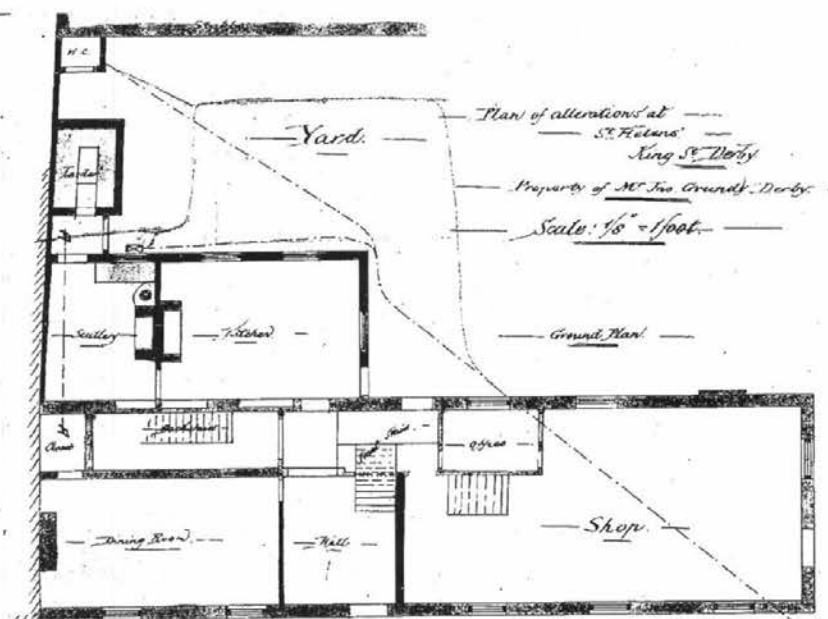 W.C.
Yard.
Plan of alterations at
St Helens'
King St Derby
Larder
Property of Mr Jno. Grundy. Derby.
Scale: 1/8" = 1 foot.
Scullery
Kitchen
Ground Plan.
Closet
Office
Dining Room.
Hall
Shop.